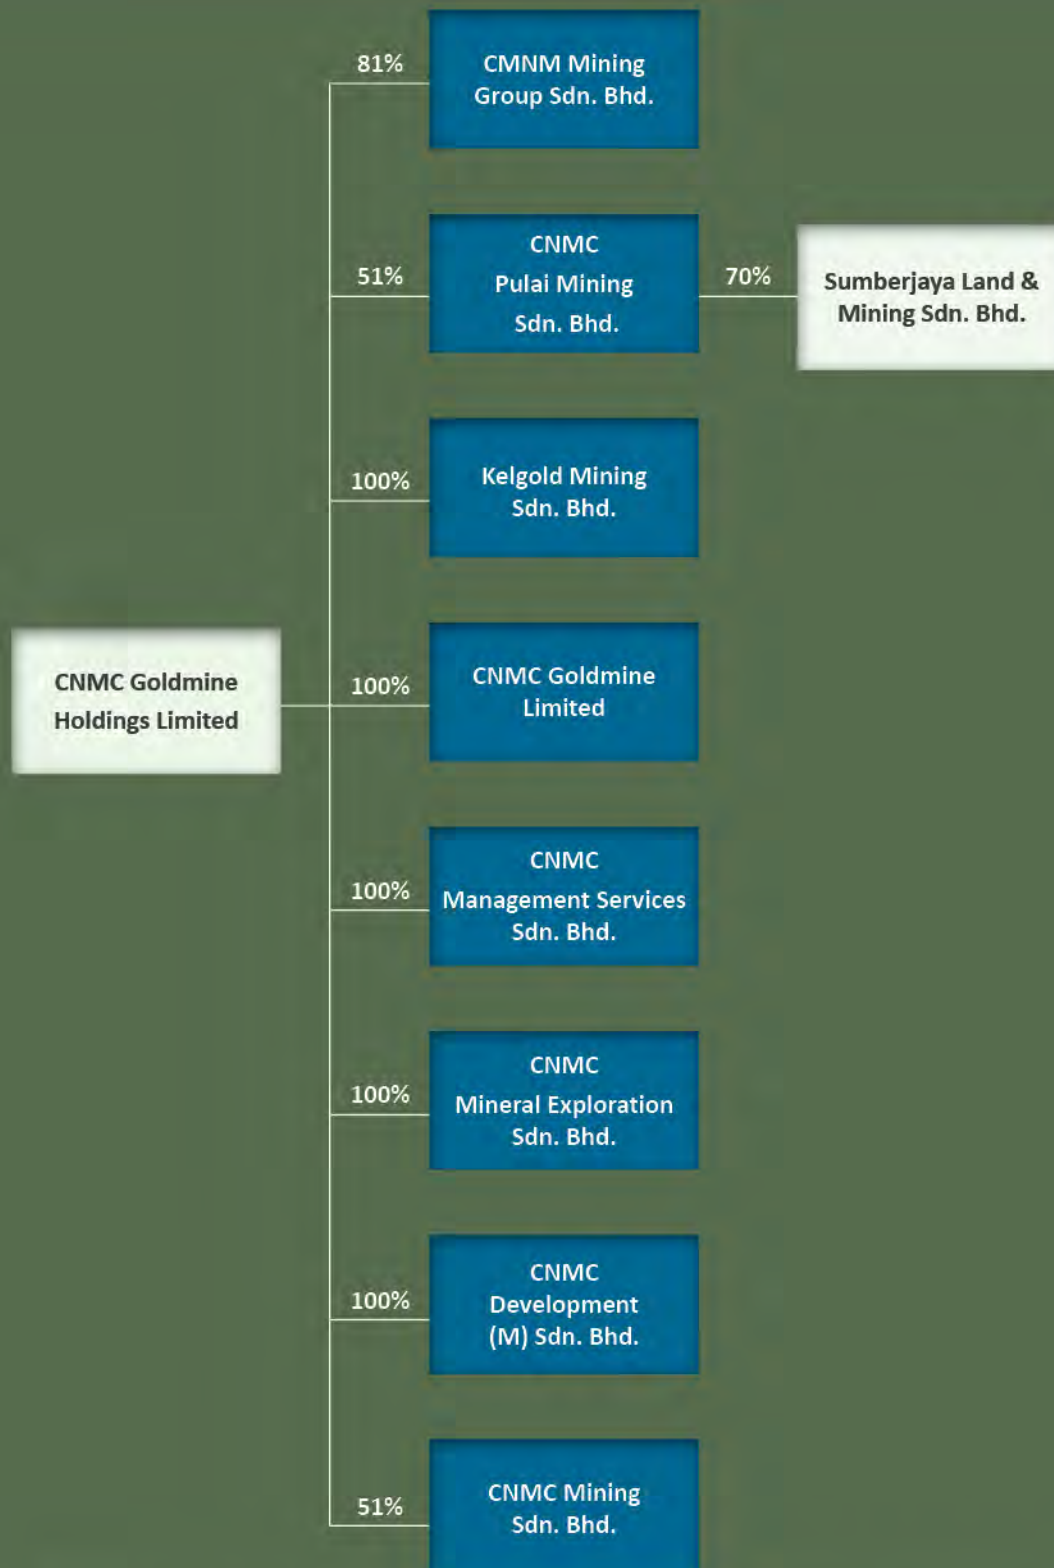 81%
CMNM Mining
Group Sdn. Bhd.
51%
CNMC
Pulai Mining
Sdn. Bhd.
70%
Sumberjaya Land &
Mining Sdn. Bhd.
100%
Kelgold Mining
Sdn. Bhd.
CNMC Goldmine
Holdings Limited
100%
CNMC Goldmine
Limited
100%
CNMC
Management Services
Sdn. Bhd.
100%
CNMC
Mineral Exploration
Sdn. Bhd.
100%
CNMC
Development
(M) Sdn. Bhd.
51%
CNMC Mining
Sdn. Bhd.